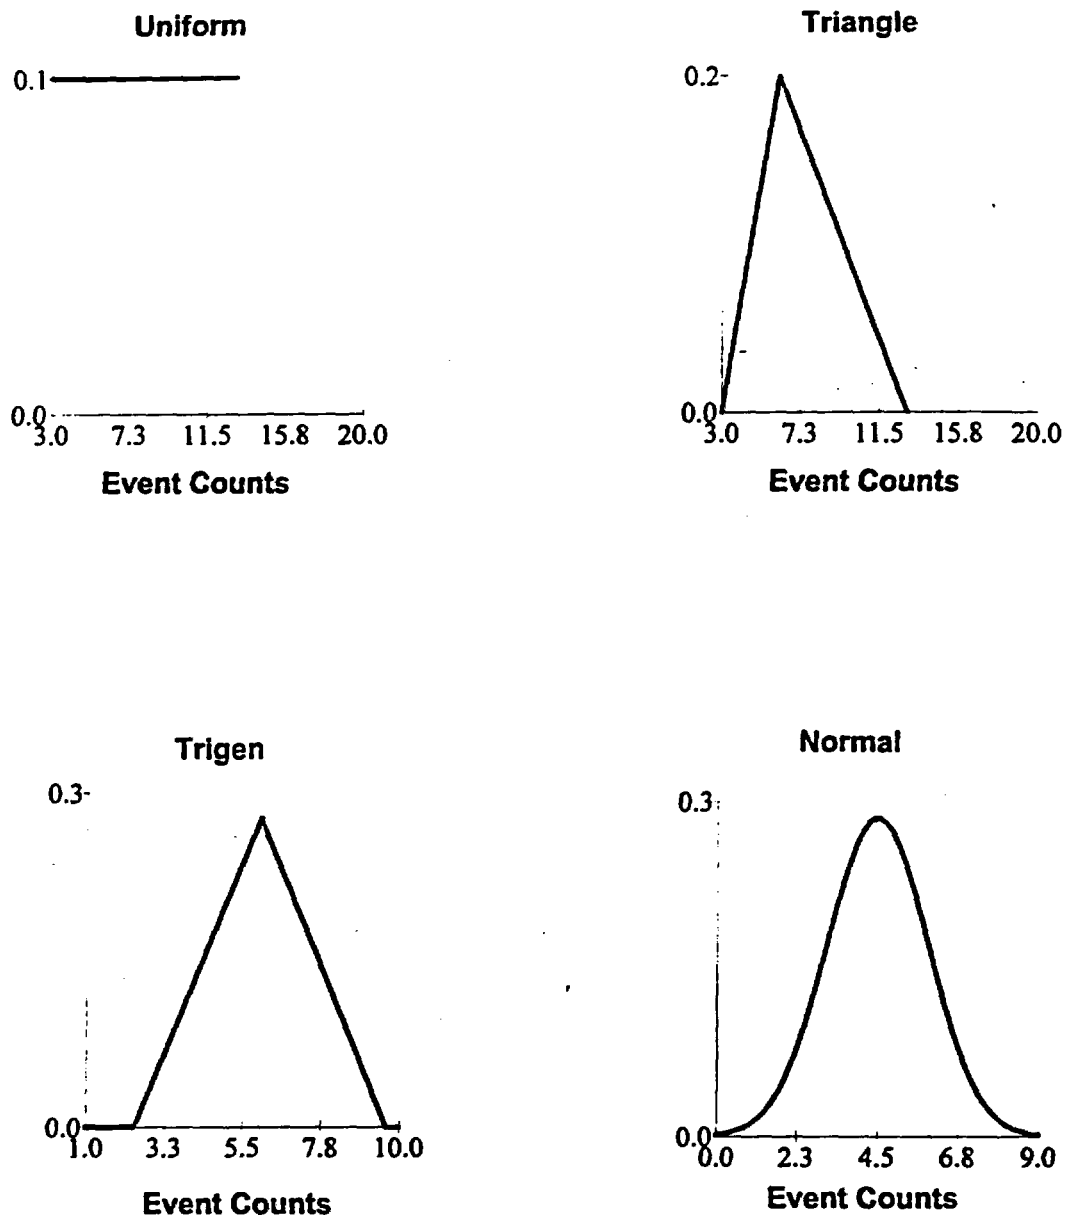 Uniform
0.1
0.0
3.0 7.3 11.5 15.8 20.0
Event Counts
Triangle
0.2
0.0
3.0 7.3 11.5 15.8 20.0
Event Counts
Trigen
0.3
0.0
1.0 3.3 5.5 7.8 10.0
Event Counts
Normal
0.3
0.0
0.0 2.3 4.5 6.8 9.0
Event Counts